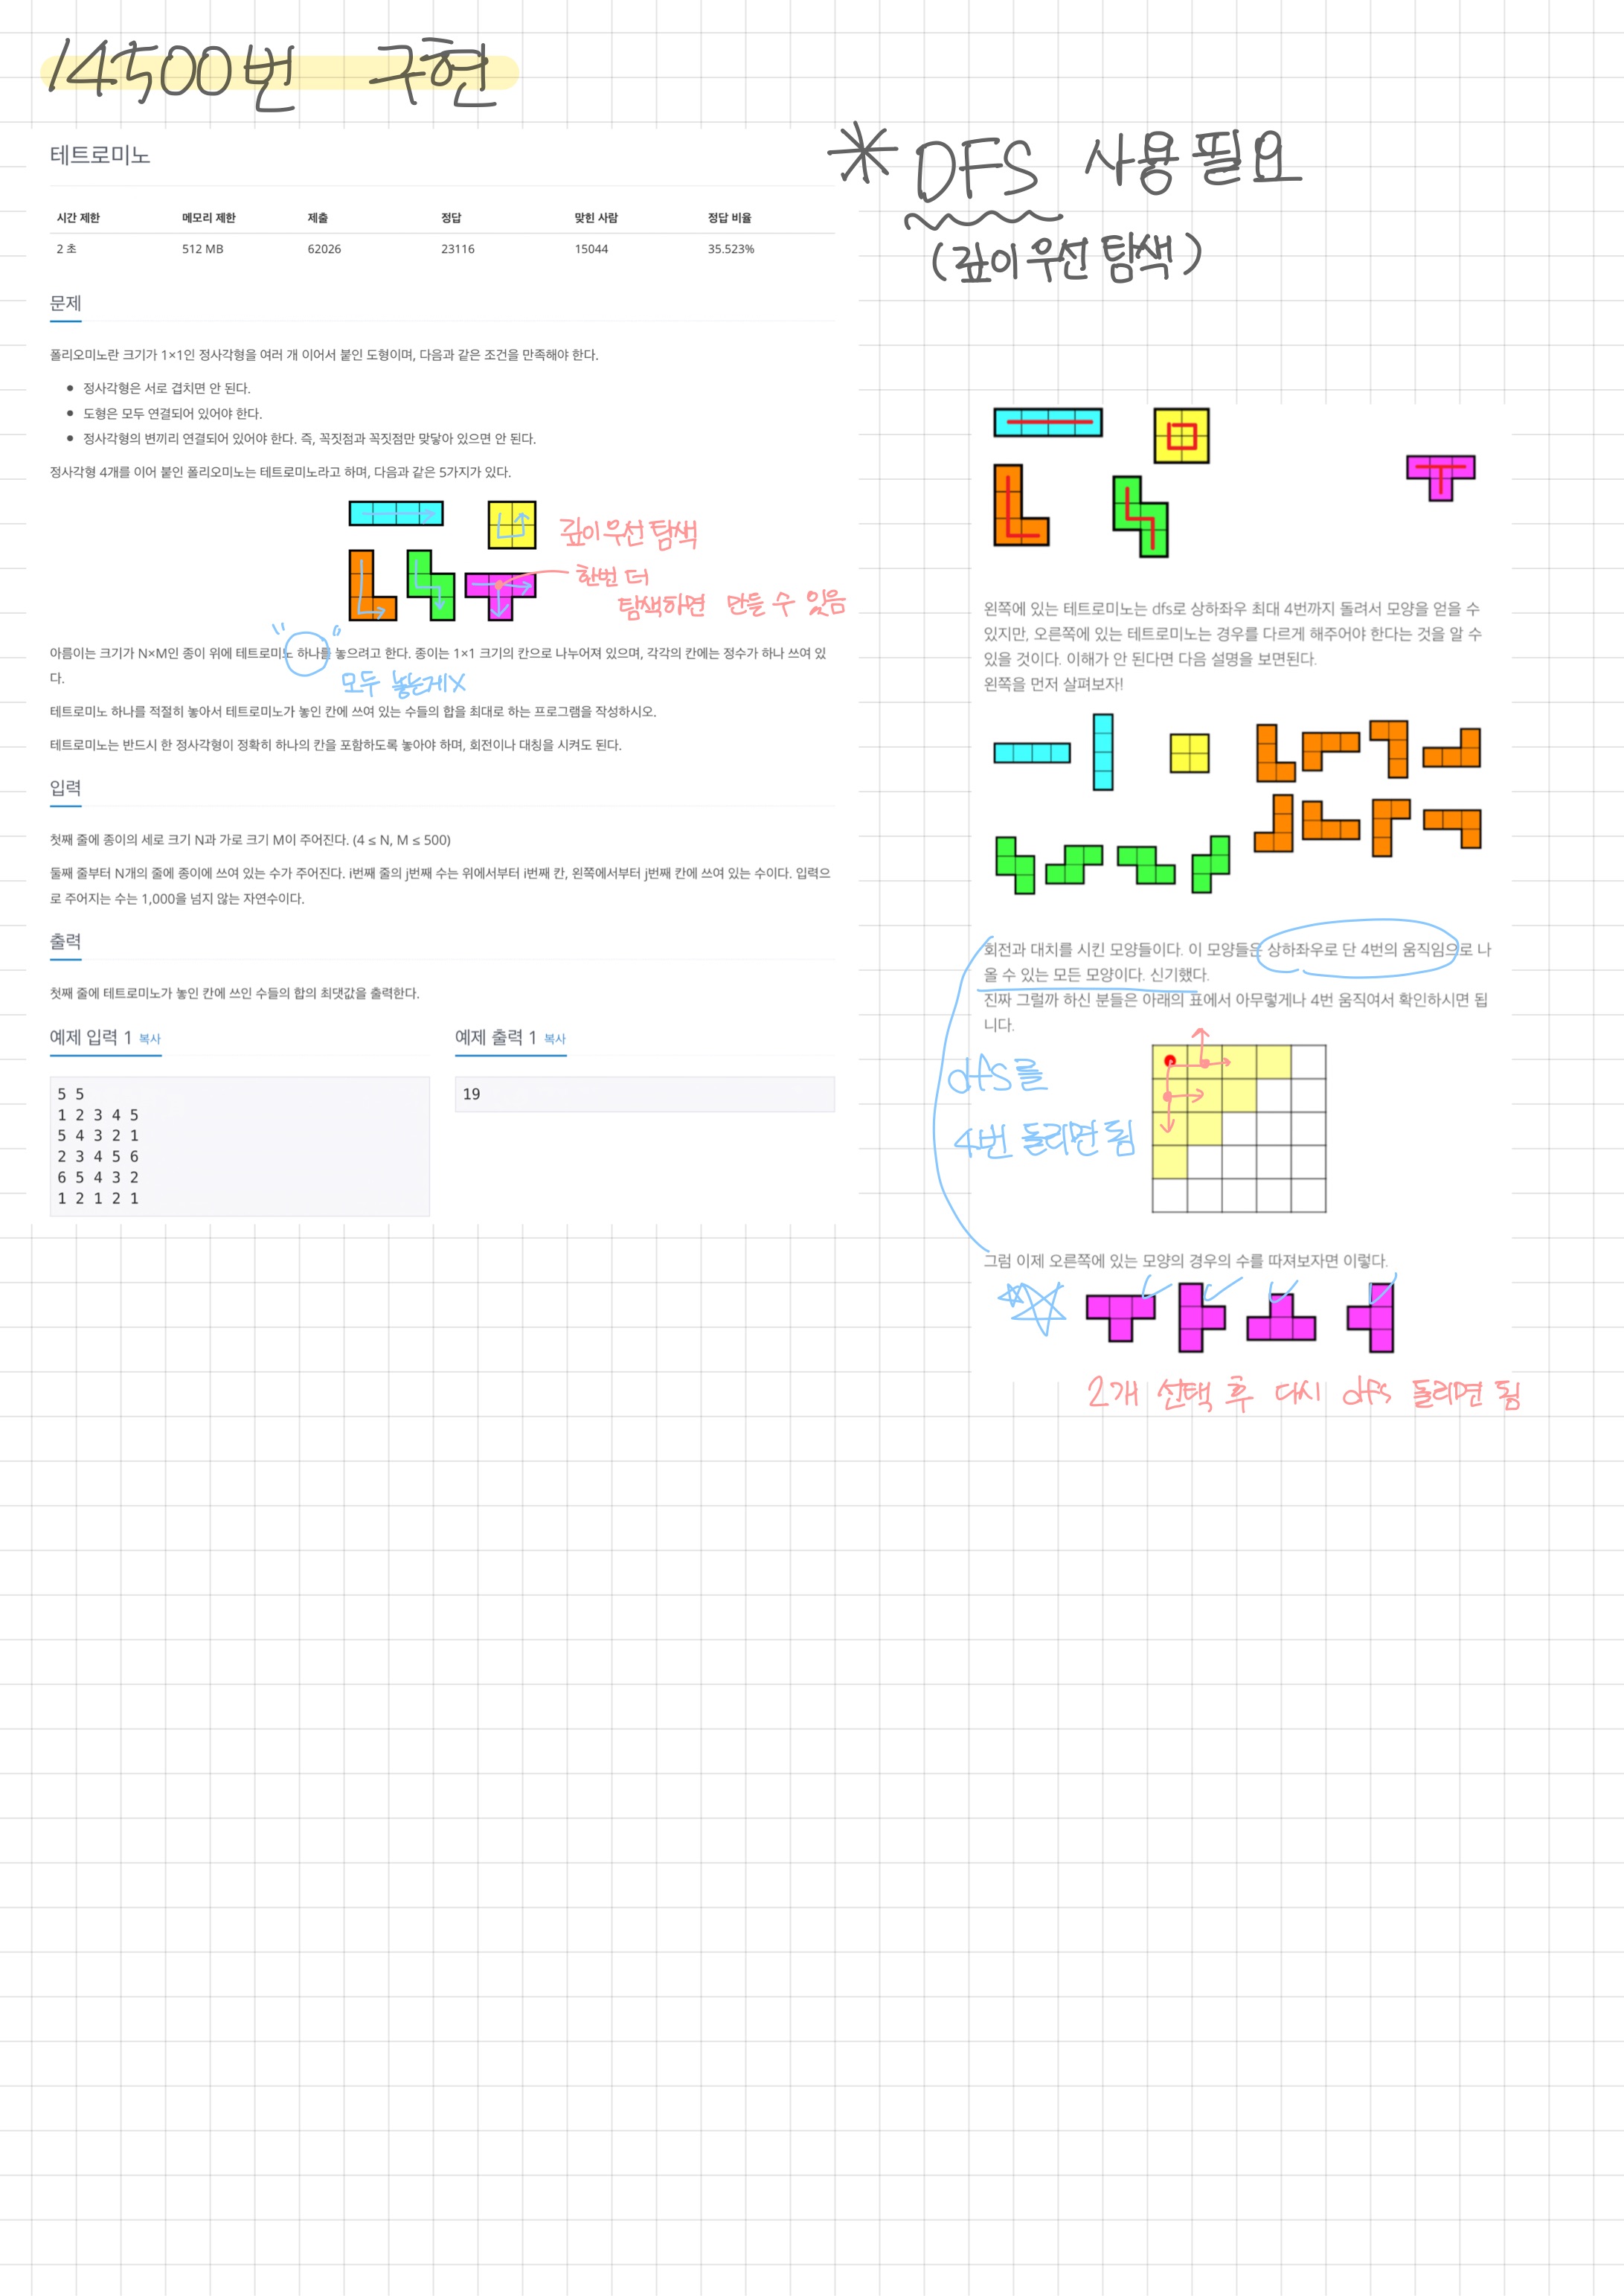 14500번 구현
테트로미노
시간 제한 메모리 제한 제출 정답 맞힌 사람 정답 비율
2 초 512 MB 62026 23116 15044 35.523%
문제
폴리오미노란 크기가 1×1인 정사각형을 여러 개 이어서 붙인 도형이며, 다음과 같은 조건을 만족해야 한다.
정사각형은 서로 겹치면 안 된다.
도형은 모두 연결되어 있어야 한다.
정사각형의 변끼리 연결되어 있어야 한다. 즉, 꼭짓점과 꼭짓점만 맞닿아 있으면 안 된다.
정사각형 4개를 이어 붙인 폴리오미노는 테트로미노라고 하며, 다음과 같은 5가지가 있다.
깊이 우선 탐색
한번 더
탐색하면 만들 수 있음
아름이는 크기가 N×M인 종이 위에 테트로미노 하나를 놓으려고 한다. 종이는 1×1 크기의 칸으로 나누어져 있으며, 각각의 칸에는 정수가 하나 쓰여 있
다.
" "
모두 놓는게X
테트로미노 하나를 적절히 놓아서 테트로미노가 놓인 칸에 쓰여 있는 수들의 합을 최대로 하는 프로그램을 작성하시오.
테트로미노는 반드시 한 정사각형이 정확히 하나의 칸을 포함하도록 놓아야 하며, 회전이나 대칭을 시켜도 된다.
입력
첫째 줄에 종이의 세로 크기 N과 가로 크기 M이 주어진다. (4 ≤ N, M ≤ 500)
둘째 줄부터 N개의 줄에 종이에 쓰여 있는 수가 주어진다. i번째 줄의 j번째 수는 위에서부터 i번째 칸, 왼쪽에서부터 j번째 칸에 쓰여 있는 수이다. 입력으
로 주어지는 수는 1,000을 넘지 않는 자연수이다.
출력
첫째 줄에 테트로미노가 놓인 칸에 쓰인 수들의 합의 최댓값을 출력한다.
예제 입력 1 복사
5 5
1 2 3 4 5
5 4 3 2 1
2 3 4 5 6
6 5 4 3 2
1 2 1 2 1
예제 출력 1 복사
19
* DFS 사용필요
(깊이 우선 탐색)
왼쪽에 있는 테트로미노는 dfs로 상하좌우 최대 4번까지 돌려서 모양을 얻을 수
있지만, 오른쪽에 있는 테트로미노는 경우를 다르게 해주어야 한다는 것을 알 수
있을 것이다. 이해가 안 된다면 다음 설명을 보면된다.
왼쪽을 먼저 살펴보자!
회전과 대치를 시킨 모양들이다. 이 모양들은 상하좌우로 단 4번의 움직임으로 나
올 수 있는 모든 모양이다. 신기했다.
진짜 그럴까 하신 분들은 아래의 표에서 아무렇게나 4번 움직여서 확인하시면 됩
니다.
dfs를
4번 돌리면 됨
그럼 이제 오른쪽에 있는 모양의 경우의 수를 따져보자면 이렇다.
2개 선택 후 다시 dfs 돌리면 됨